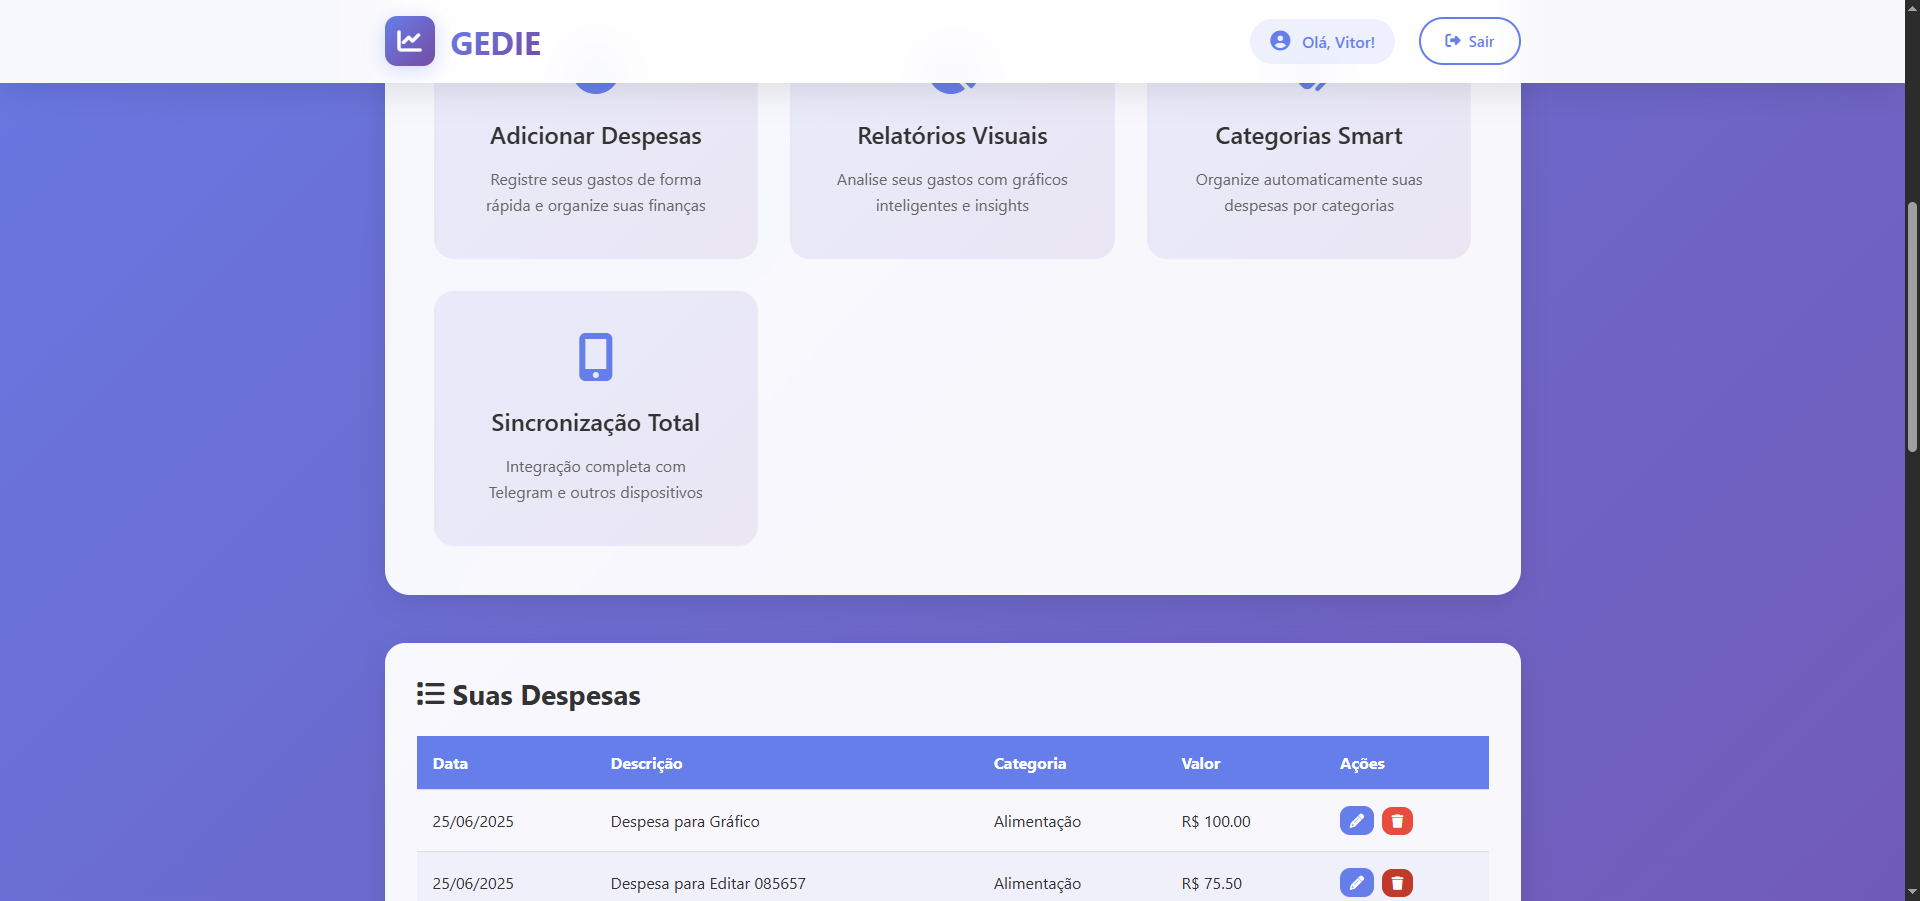 GEDIE
Olá, Vitor!
Sair
Adicionar Despesas
Registre seus gastos de forma
rápida e organize suas finanças
Relatórios Visuais
Analise seus gastos com gráficos
inteligentes e insights
Categorias Smart
Organize automaticamente suas
despesas por categorias
Sincronização Total
Integração completa com
Telegram e outros dispositivos
Suas Despesas
Data Descrição Categoria Valor Ações
25/06/2025 Despesa para Gráfico Alimentação R$ 100.00
25/06/2025 Despesa para Editar 085657 Alimentação R$ 75.50